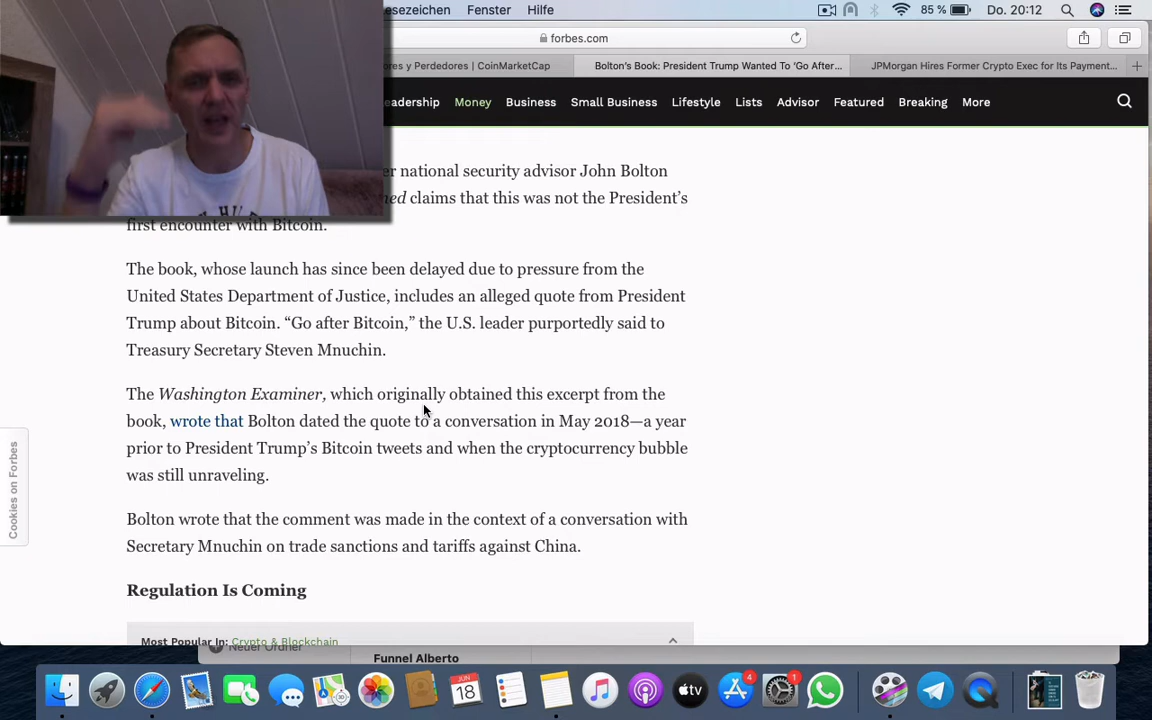 esezeichen Fenster Hilfe 85 % Do. 20:12
forbes.com
ores y Perdedores | CoinMarketCap Bolton's Book: President Trump Wanted To 'Go After... JPMorgan Hires Former Crypto Exec for Its Payment...
eadership Money Business Small Business Lifestyle Lists Advisor Featured Breaking More
er national security advisor John Bolton
ned claims that this was not the President’s
first encounter with Bitcoin.
The book, whose launch has since been delayed due to pressure from the
United States Department of Justice, includes an alleged quote from President
Trump about Bitcoin. “Go after Bitcoin,” the U.S. leader purportedly said to
Treasury Secretary Steven Mnuchin.
The Washington Examiner, which originally obtained this excerpt from the
book, wrote that Bolton dated the quote to a conversation in May 2018—a year
prior to President Trump’s Bitcoin tweets and when the cryptocurrency bubble
was still unraveling.
Cookies on Forbes
Bolton wrote that the comment was made in the context of a conversation with
Secretary Mnuchin on trade sanctions and tariffs against China.
Regulation Is Coming
Most Popular In: Crypto & Blockchain
Neuer Ordner
Funnel Alberto
JUN
18
tv
4
1